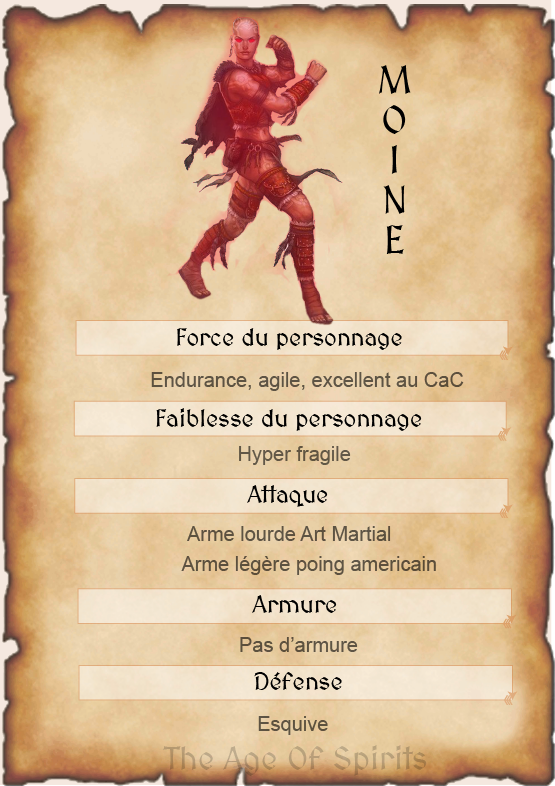 MOINE
Force du personnage
Endurance, agile, excellent au CaC
Faiblesse du personnage
Hyper fragile
Attaque
Arme lourde Art Martial
Arme légère poing americain
Armure
Pas d'armure
Défense
Esquive
The Age Of Spirits